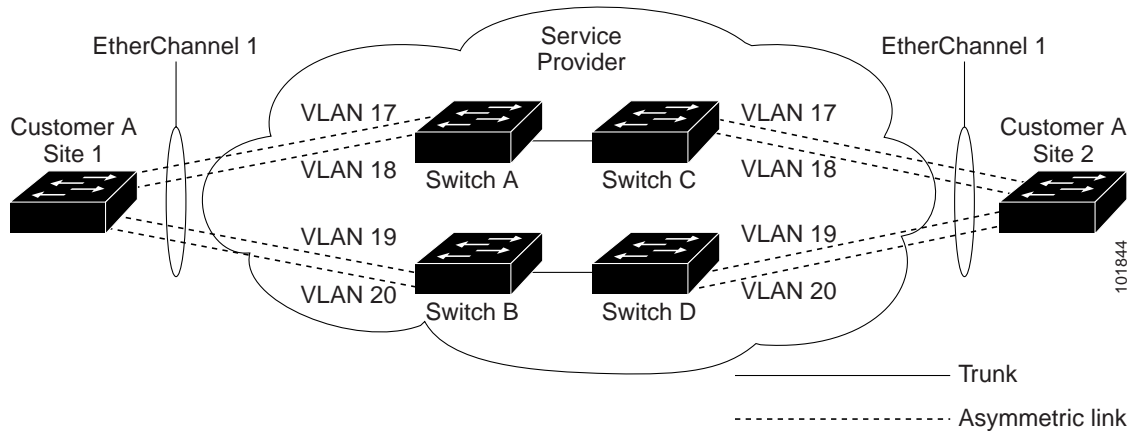 EtherChannel 1
Service
Provider
EtherChannel 1
VLAN 17
VLAN 17
Customer A
Site 1
Customer A
Site 2
VLAN 18
VLAN 18
Switch A
Switch C
VLAN 19
VLAN 19
VLAN 20
VLAN 20
Switch B
Switch D
101844
Trunk
Asymmetric link